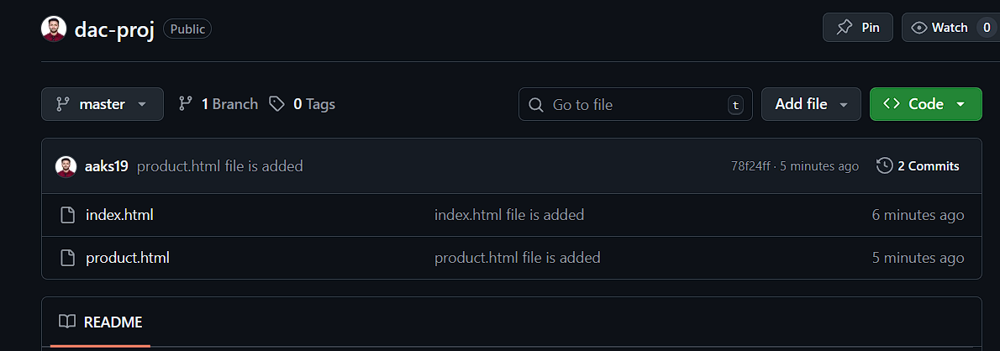 dac-proj Public Pin Watch 0
master 1 Branch 0 Tags Go to file t Add file Code
aaks19 product.html file is added 78f24ff · 5 minutes ago 2 Commits
index.html index.html file is added 6 minutes ago
product.html product.html file is added 5 minutes ago
README